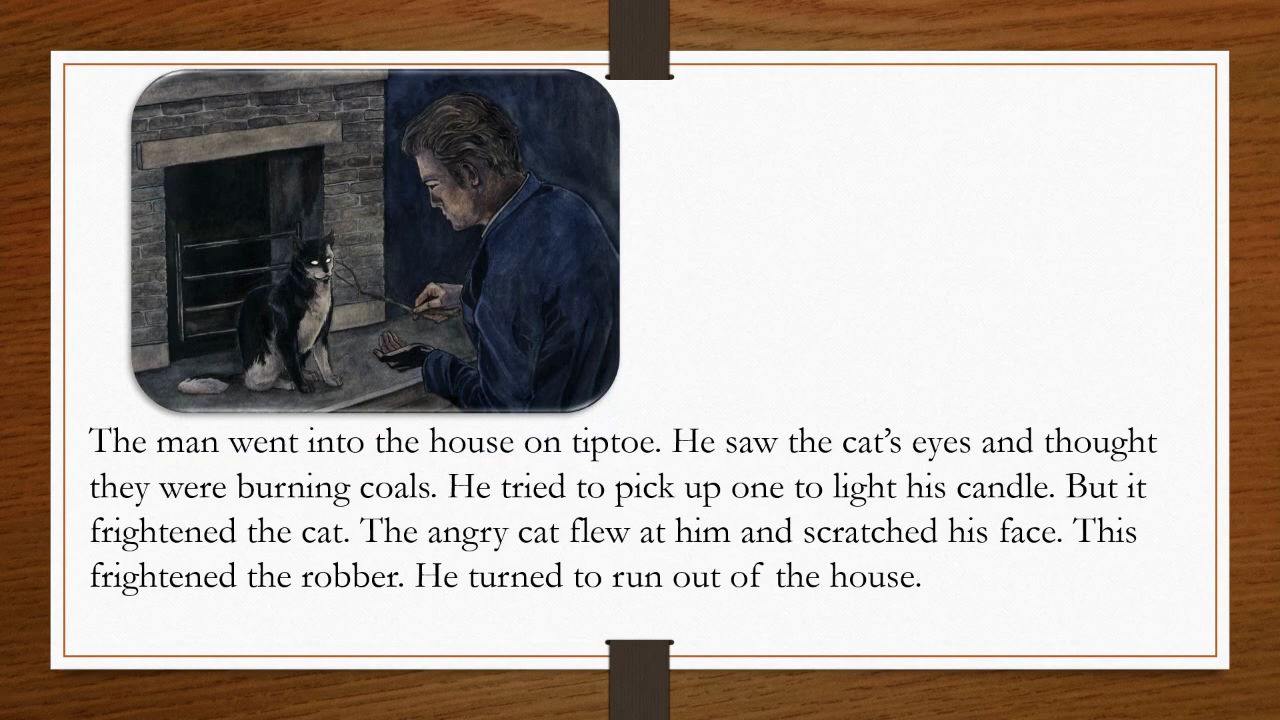 The man went into the house on tiptoe. He saw the cat’s eyes and thought
they were burning coals. He tried to pick up one to light his candle. But it
frightened the cat. The angry cat flew at him and scratched his face. This
frightened the robber. He turned to run out of the house.